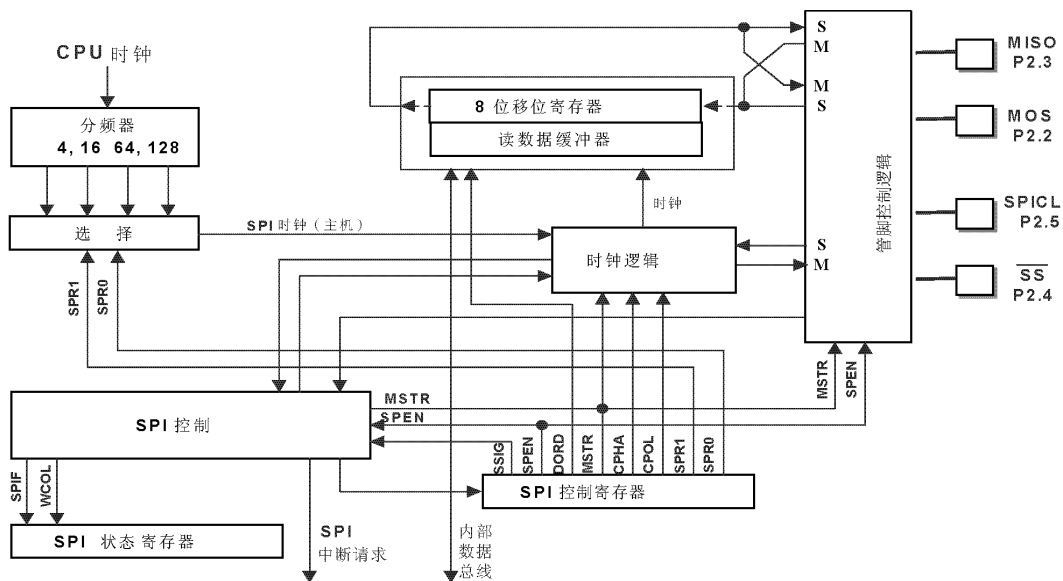 CPU 时钟
分频器
4, 16 64, 128
选 择
SPI 时钟（主机）
SPR1
SPR0
8 位移位寄存器
读数据缓冲器
时钟
时钟逻辑
S
M
M
S
S
M
管脚控制逻辑
MISO
P2.3
MOS
P2.2
SPICL
P2.5
SS
P2.4
MSTR
SPEN
SPI 控制
MSTR
SPEN
SSIG
SPEN
DORD
MSTR
CPHA
CPOL
SPR1
SPR0
SPI 控制寄存器
SPIF
WCOL
SPI 状态 寄存器
SPI
中断请求
内部
数据
总线